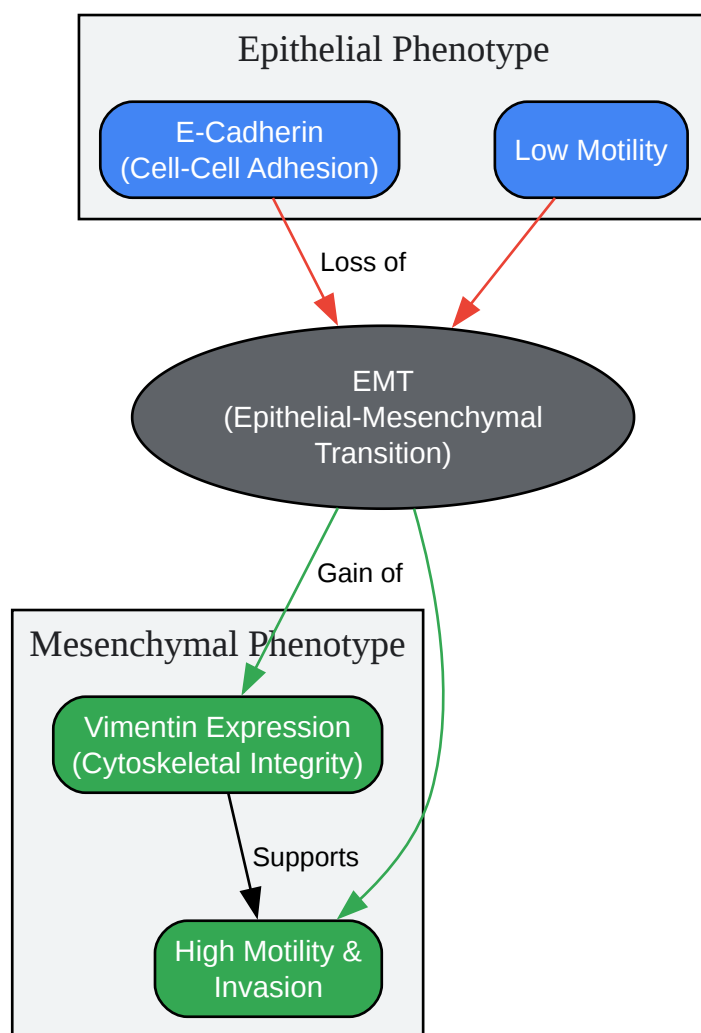 Epithelial Phenotype
E-Cadherin
(Cell-Cell Adhesion)
Low Motility
Loss of
EMT
(Epithelial-Mesenchymal
Transition)
Gain of
Mesenchymal Phenotype
Vimentin Expression
(Cytoskeletal Integrity)
Supports
High Motility &
Invasion